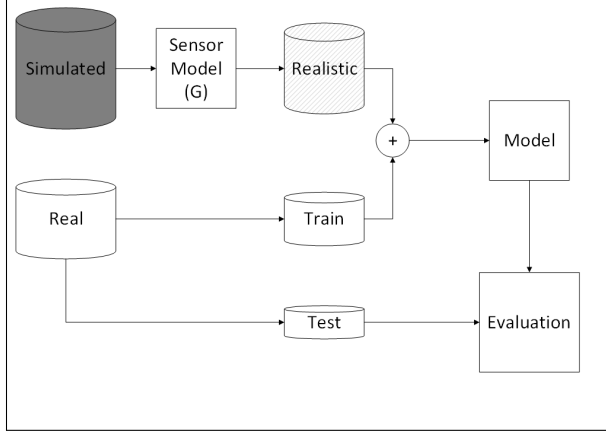 Simulated
Sensor
Model
(G)
Realistic
+
Model
Real
Train
Test
Evaluation